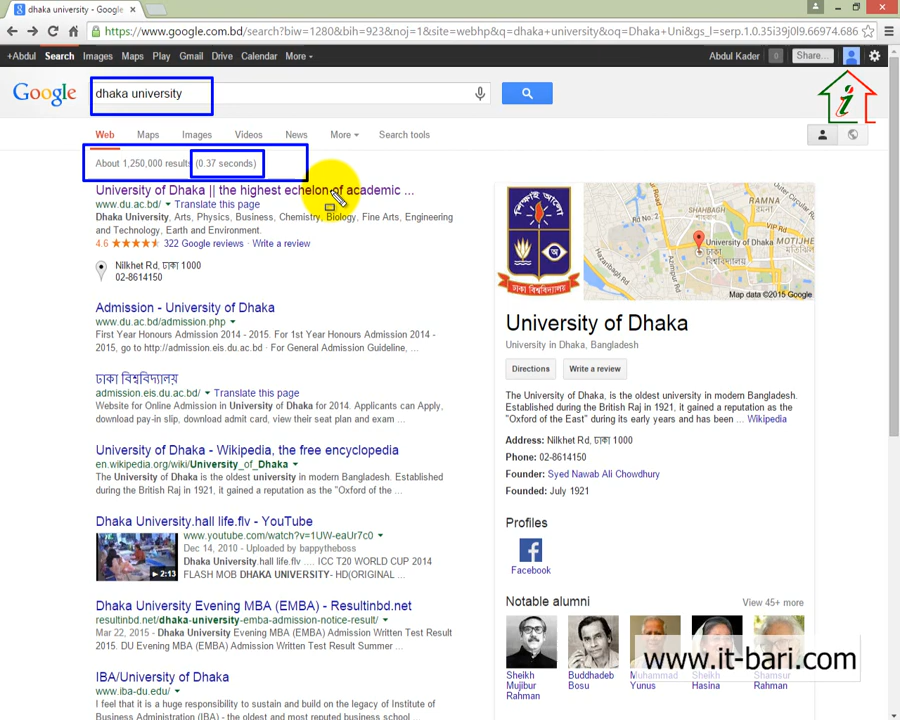 dhaka university - Google
https://www.google.com.bd/search?biw=1280&bih=923&noj=1&site=webhp&q=dhaka+university&oq=Dhaka+Uni&gs_l=serp.1.0.35i39j0l9.66974.686
+Abdul Search Images Maps Play Gmail Drive Calendar More
Abdul Kader 0 Share...
Google
dhaka university
Web Maps Images Videos News More Search tools
About 1,250,000 results (0.37 seconds)
University of Dhaka || the highest echelon of academic ...
www.du.ac.bd/ Translate this page
Dhaka University, Arts, Physics, Business, Chemistry, Biology, Fine Arts, Engineering
and Technology, Earth and Environment.
4.6 322 Google reviews · Write a review
Nilkhet Rd, ঢাকা 1000
02-8614150
Admission - University of Dhaka
www.du.ac.bd/admission.php
First Year Honours Admission 2014 - 2015. For 1st Year Honours Admission 2014 -
2015, go to http://admission.eis.du.ac.bd · For General Admission Guideline, ...
ঢাকা বিশ্ববিদ্যালয়
admission.eis.du.ac.bd/ Translate this page
Website for Online Admission in University of Dhaka for 2014. Applicants can Apply,
download pay-in slip, download admit card, view their seat plan and exam ...
University of Dhaka - Wikipedia, the free encyclopedia
en.wikipedia.org/wiki/University_of_Dhaka
The University of Dhaka is the oldest university in modern Bangladesh. Established
during the British Raj in 1921, it gained a reputation as the "Oxford of the ...
Dhaka University.hall life.flv - YouTube
www.youtube.com/watch?v=1UW-eaUr7c0
Dec 14, 2010 - Uploaded by bappytheboss
Dhaka University.hall life.flv .... ICC T20 WORLD CUP 2014
FLASH MOB DHAKA UNIVERSITY- HD(ORIGINAL ...
2:13
Dhaka University Evening MBA (EMBA) - Resultinbd.net
resultinbd.net/dhaka-university-emba-admission-notice-result/
Mar 22, 2015 - Dhaka University Evening MBA (EMBA) Admission Written Test Result
2015. DU Evening MBA (EMBA) Admission Written Test Result Summer ...
IBA/University of Dhaka
www.iba-du.edu/
I feel that it is a huge responsibility to sustain and build on the legacy of Institute of
Business Administration (IBA) - the oldest and most reputed business school ...
শিক্ষাই আলো
ঢাকা বিশ্ববিদ্যালয়
Rd No. 2
SHAHBAG
RAMNA
VIP Rd
University of Dhaka
ঢাকা
বিশ্ববিদ্যালয়
MOTIJHE
Azimpur Rd
Hazaribag Rd
Map data ©2015 Google
University of Dhaka
University in Dhaka, Bangladesh
Directions Write a review
The University of Dhaka, is the oldest university in modern Bangladesh.
Established during the British Raj in 1921, it gained a reputation as the
"Oxford of the East" during its early years and has been ... Wikipedia
Address: Nilkhet Rd, ঢাকা 1000
Phone: 02-8614150
Founder: Syed Nawab Ali Chowdhury
Founded: July 1921
Profiles
Facebook
Notable alumni View 45+ more
Sheikh Mujibur Rahman
Buddhadeb Bosu
Muhammad Yunus
Sheikh Hasina
Shamsur Rahman
www.it-bari.com